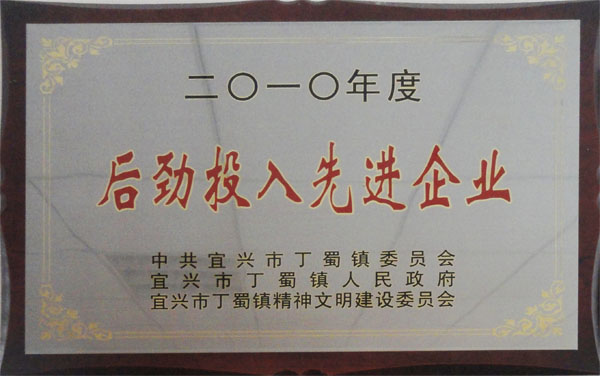 二〇一〇年度
后劲投入先进企业
中共宜兴市丁蜀镇委员会
宜兴市丁蜀镇人民政府
宜兴市丁蜀镇精神文明建设委员会